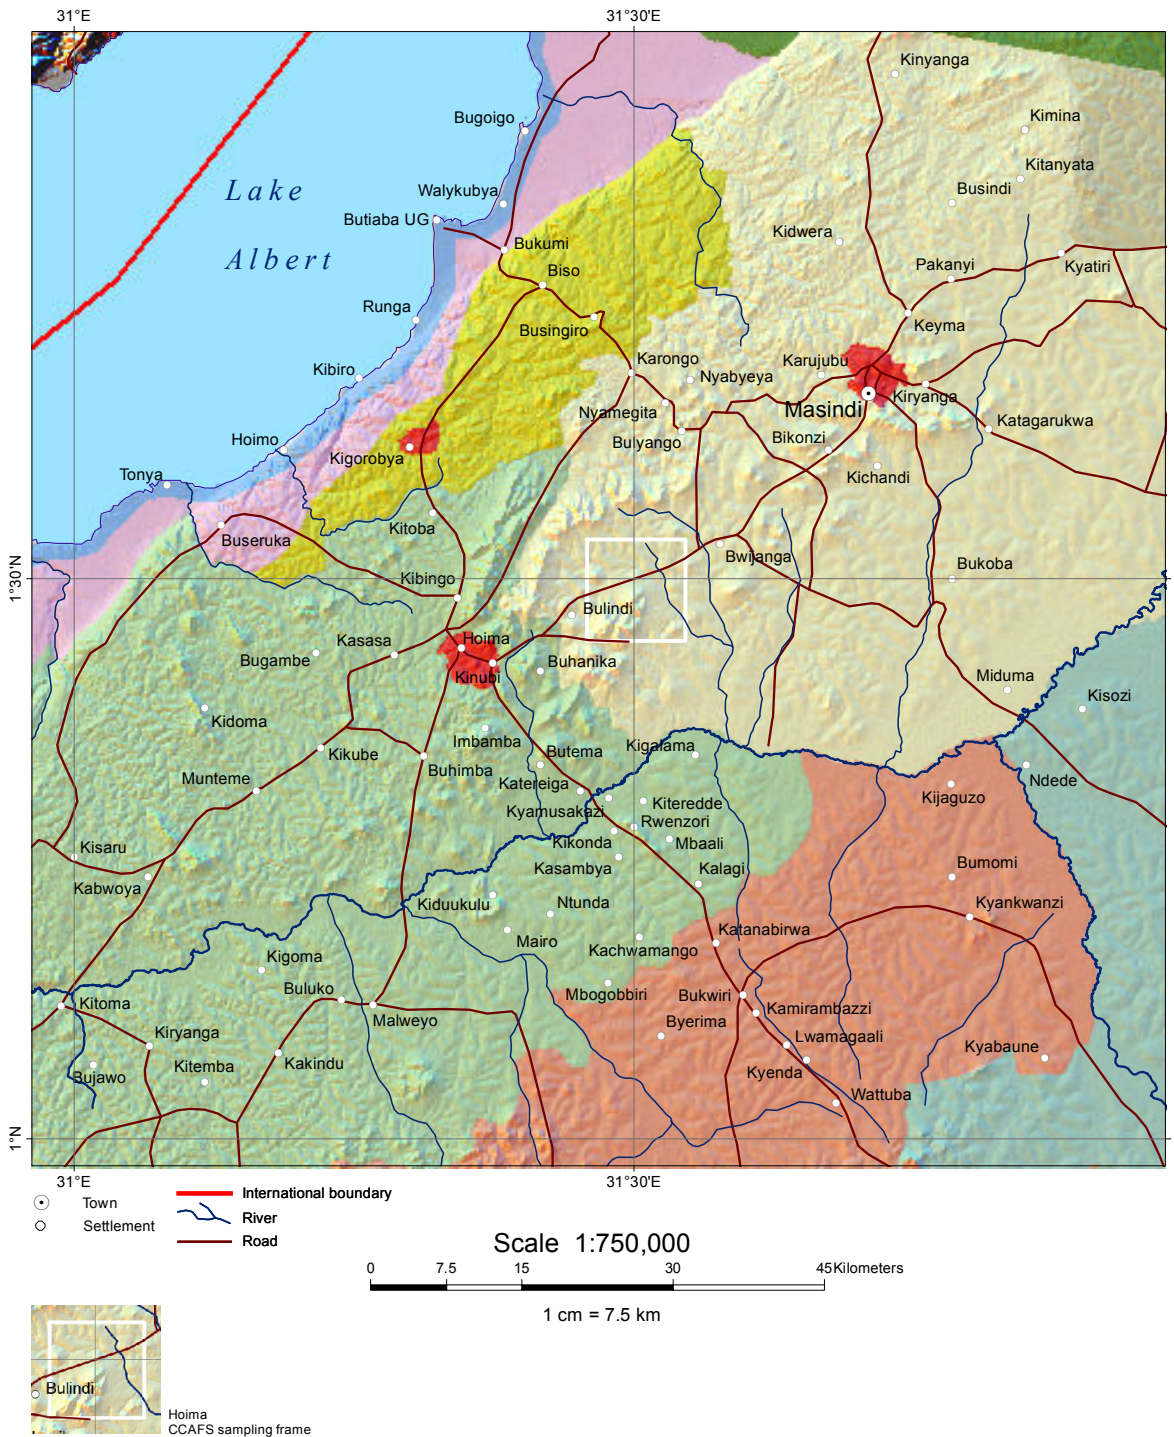 31°E
31°30'E
Kinyanga
Bugoigo
Kimina
Kitanyata
Lake
Walykubya
Busindi
Butiaba UG
Kidwera
Bukumi
Albert
Biso
Pakanyi
Kyatiri
Runga
Busingiro
Keyma
Karongo
Karujubu
Kibiro
Nyabyeya
Kiryanga
Nyamegita
Masindi
Katagarukwa
Hoimo
Bulyango
Bikonzi
Kigorobya
Tonya
Kichandi
Kitoba
Buseruka
Bwijanga
1°30'N
Kibingo
Bukoba
Bulindi
Kasasa
Hoima
Bugambe
Buhanika
Kinubi
Miduma
Kisozi
Kidoma
Imbamba
Butema
Kigalama
Kikube
Munteme
Buhimba
Katereiga
Ndede
Kijaguzo
Kyamusakazi
Kiteredde
Rwenzori
Kikonda
Mbaali
Kisaru
Kasambya
Kalagi
Bumomi
Kabwoya
Kiduukulu
Ntunda
Kyankwanzi
Mairo
Kachwamango
Katanabirwa
Kigoma
Buluko
Mbogobbiri
Bukwiri
Kitoma
Malweyo
Kamirambazzi
Byerima
Kiryanga
Lwamagaali
Kitemba
Kakindu
Kyabaune
Bujawo
Kyenda
Wattuba
1°N
31°E
31°30'E
Town
International boundary
Settlement
River
Road
Scale 1:750,000
0 7.5 15 30 45 Kilometers
1 cm = 7.5 km
Bulindi
Hoima
CCAFS sampling frame